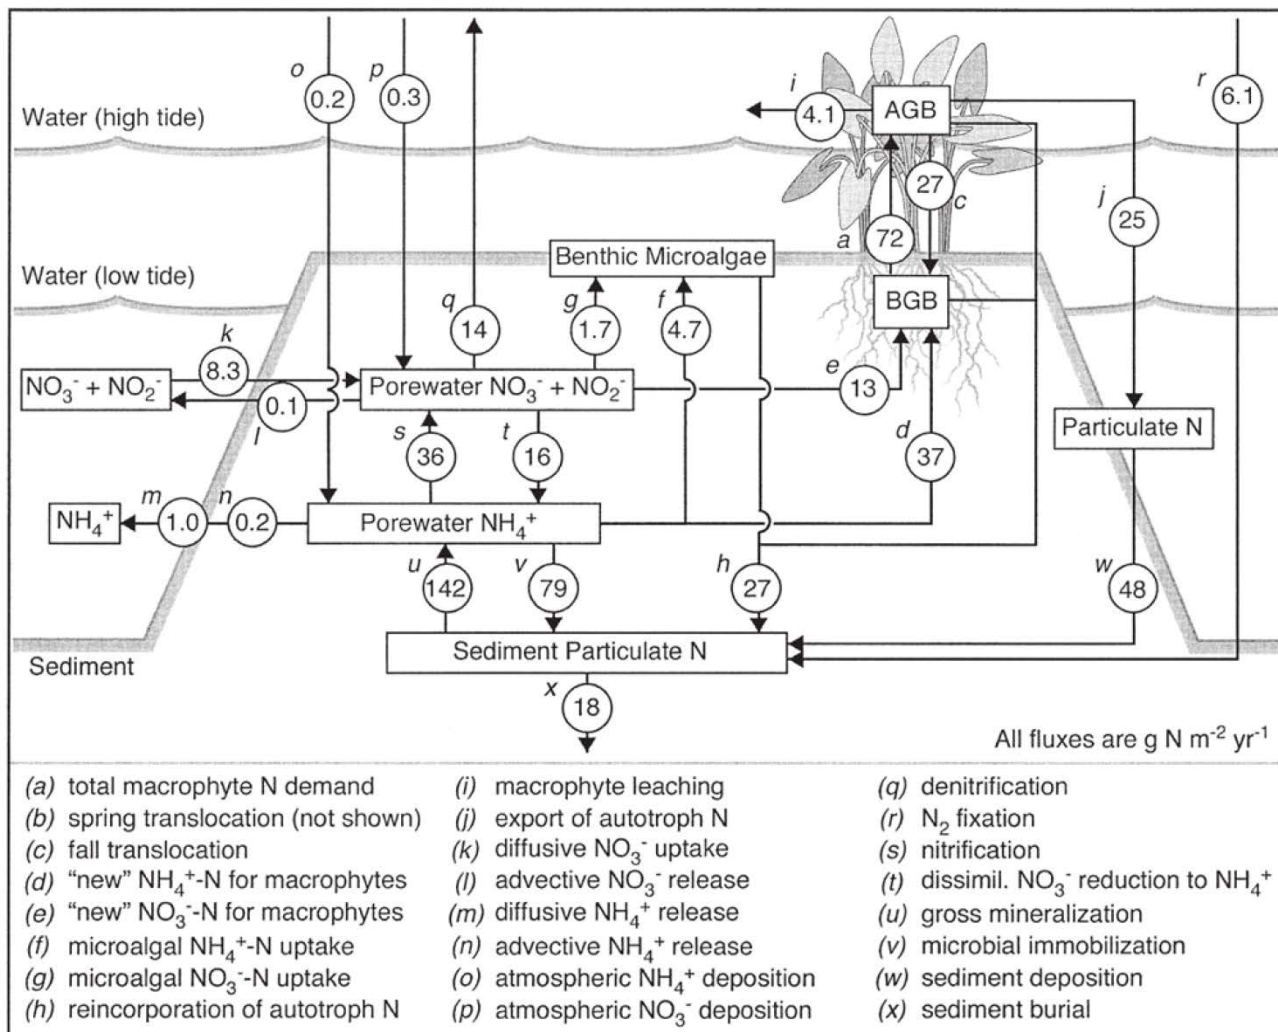 o
p
i
r
0.2
0.3
4.1
AGB
6.1
Water (high tide)
27
c
j
25
a
72
Benthic Microalgae
Water (low tide)
BGB
q
g
f
14
1.7
4.7
k
8.3
e
13
NO₃⁻ + NO₂⁻
Porewater NO₃⁻ + NO₂⁻
0.1
l
Particulate N
s
t
d
36
16
37
m
n
NH₄⁺
1.0
0.2
Porewater NH₄⁺
u
v
h
w
142
79
27
48
Sediment Particulate N
Sediment
x
18
All fluxes are g N m⁻² yr⁻¹
(a) total macrophyte N demand
(b) spring translocation (not shown)
(c) fall translocation
(d) "new" NH₄⁺-N for macrophytes
(e) "new" NO₃⁻-N for macrophytes
(f) microalgal NH₄⁺-N uptake
(g) microalgal NO₃⁻-N uptake
(h) reincorporation of autotroph N
(i) macrophyte leaching
(j) export of autotroph N
(k) diffusive NO₃⁻ uptake
(l) advective NO₃⁻ release
(m) diffusive NH₄⁺ release
(n) advective NH₄⁺ release
(o) atmospheric NH₄⁺ deposition
(p) atmospheric NO₃⁻ deposition
(q) denitrification
(r) N₂ fixation
(s) nitrification
(t) dissimil. NO₃⁻ reduction to NH₄⁺
(u) gross mineralization
(v) microbial immobilization
(w) sediment deposition
(x) sediment burial